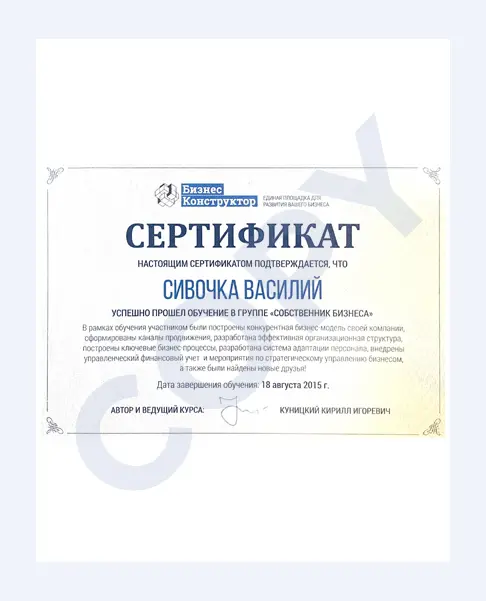 Бизнес
Конструктор
ЕДИНАЯ ПЛОЩАДКА ДЛЯ
РАЗВИТИЯ ВАШЕГО БИЗНЕСА
СЕРТИФИКАТ
НАСТОЯЩИМ СЕРТИФИКАТОМ ПОДТВЕРЖДАЕТСЯ, ЧТО
СИВОЧКА ВАСИЛИЙ
УСПЕШНО ПРОШЕЛ ОБУЧЕНИЕ В ГРУППЕ «СОБСТВЕННИК БИЗНЕСА»
В рамках обучения участником были построены конкурентная бизнес-модель своей компании,
сформированы каналы продвижения, разработана эффективная организационная структура,
построены ключевые бизнес процессы, разработана система адаптации персонала, внедрены
управленческий финансовый учет и мероприятия по стратегическому управлению бизнесом,
а также были найдены новые друзья!
Дата завершения обучения: 18 августа 2015 г.
АВТОР И ВЕДУЩИЙ КУРСА: КУНИЦКИЙ КИРИЛЛ ИГОРЕВИЧ
COPY